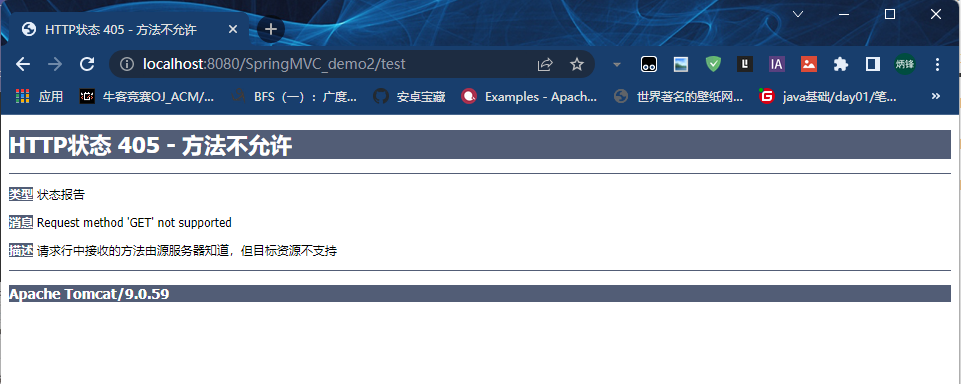 HTTP状态 405 - 方法不允许
localhost:8080/SpringMVC_demo2/test
IA
炳锋
应用
牛客竞赛OJ_ACM/...
BFS（一）：广度...
安卓宝藏
Examples - Apach...
世界著名的壁纸网...
java基础/day01/笔...
»
HTTP状态 405 - 方法不允许
类型 状态报告
消息 Request method 'GET' not supported
描述 请求行中接收的方法由源服务器知道，但目标资源不支持
Apache Tomcat/9.0.59